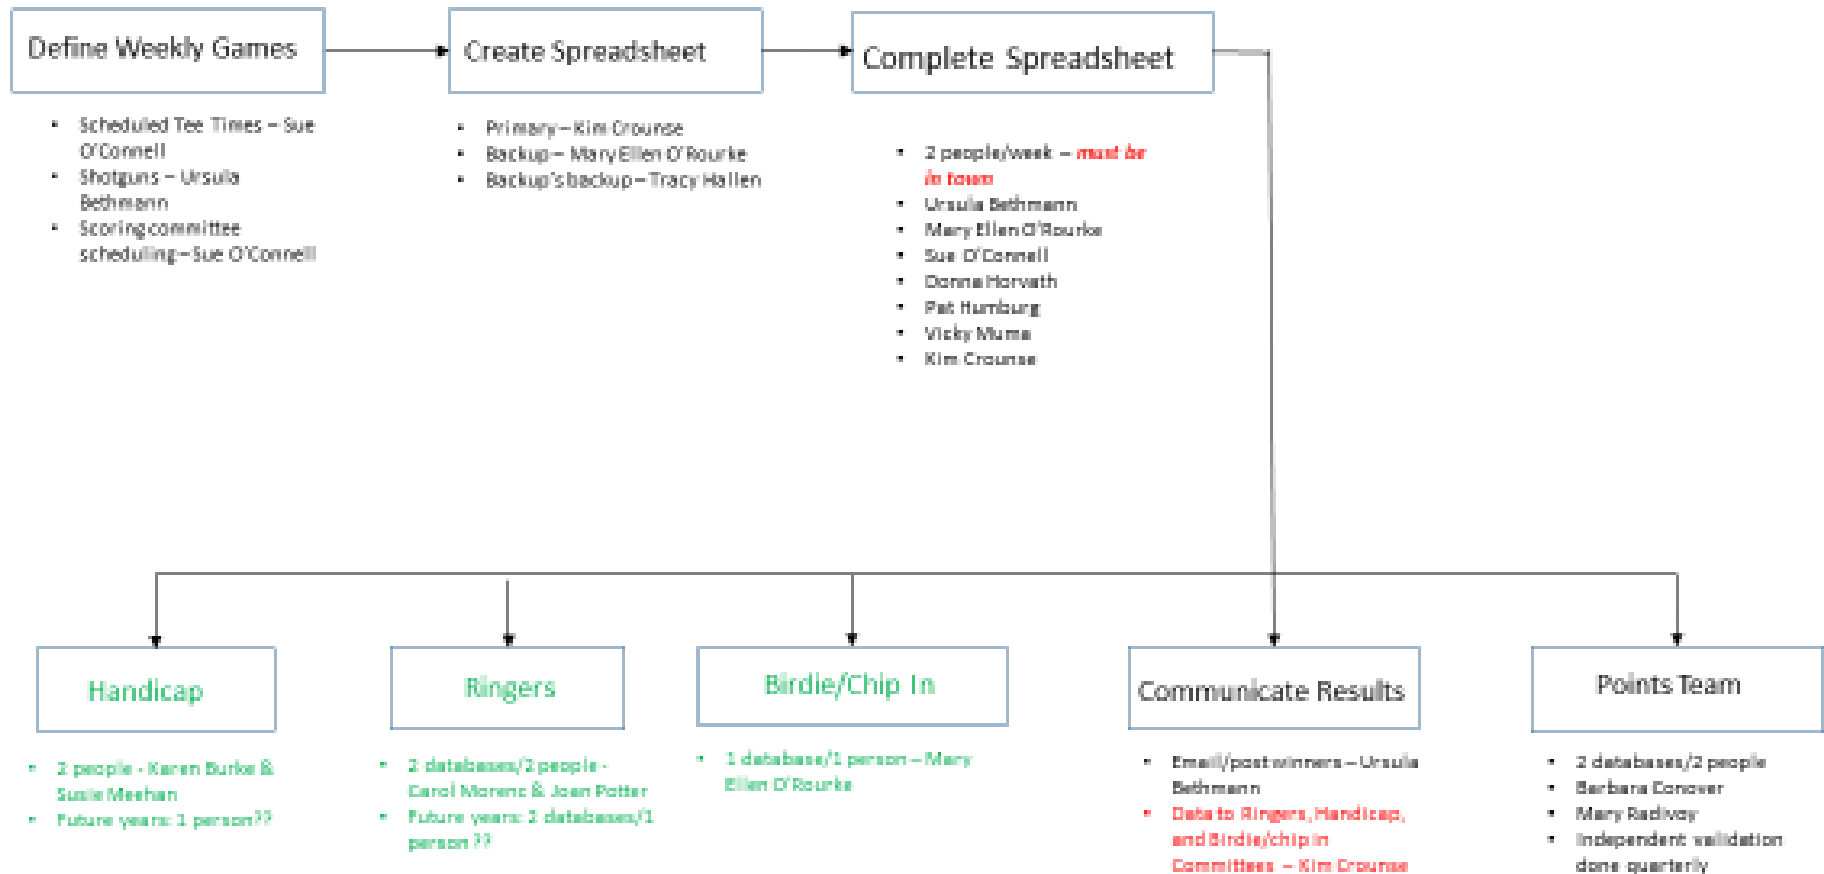 Define Weekly Games
Create Spreadsheet
Complete Spreadsheet
• Scheduled Tee Times – Sue
O'Connell
• Shotguns – Ursula
Bethmann
• Scoring committee
scheduling – Sue O'Connell
• Primary – Kim Crounse
• Backup – Mary Ellen O'Rourke
• Backup's backup – Tracy Hallen
• 2 people/week – must be
in town
• Ursula Bethmann
• Mary Ellen O'Rourke
• Sue O'Connell
• Donna Horvath
• Pat Humburg
• Vicky Mume
• Kim Crounse
Handicap
Ringers
Birdie/Chip In
Communicate Results
Points Team
• 2 people - Karen Burke &
Susie Meehan
• Future years: 1 person??
• 2 databases/2 people -
Carol Morenc & Joan Potter
• Future years: 2 databases/1
person ??
• 1 database/1 person – Mary
Ellen O'Rourke
• Email/post winners – Ursula
Bethmann
• Data to Ringers, Handicap,
and Birdie/chip in
Committees – Kim Crounse
• 2 databases/2 people
• Barbara Conover
• Mary Radivoy
• Independent validation
done quarterly